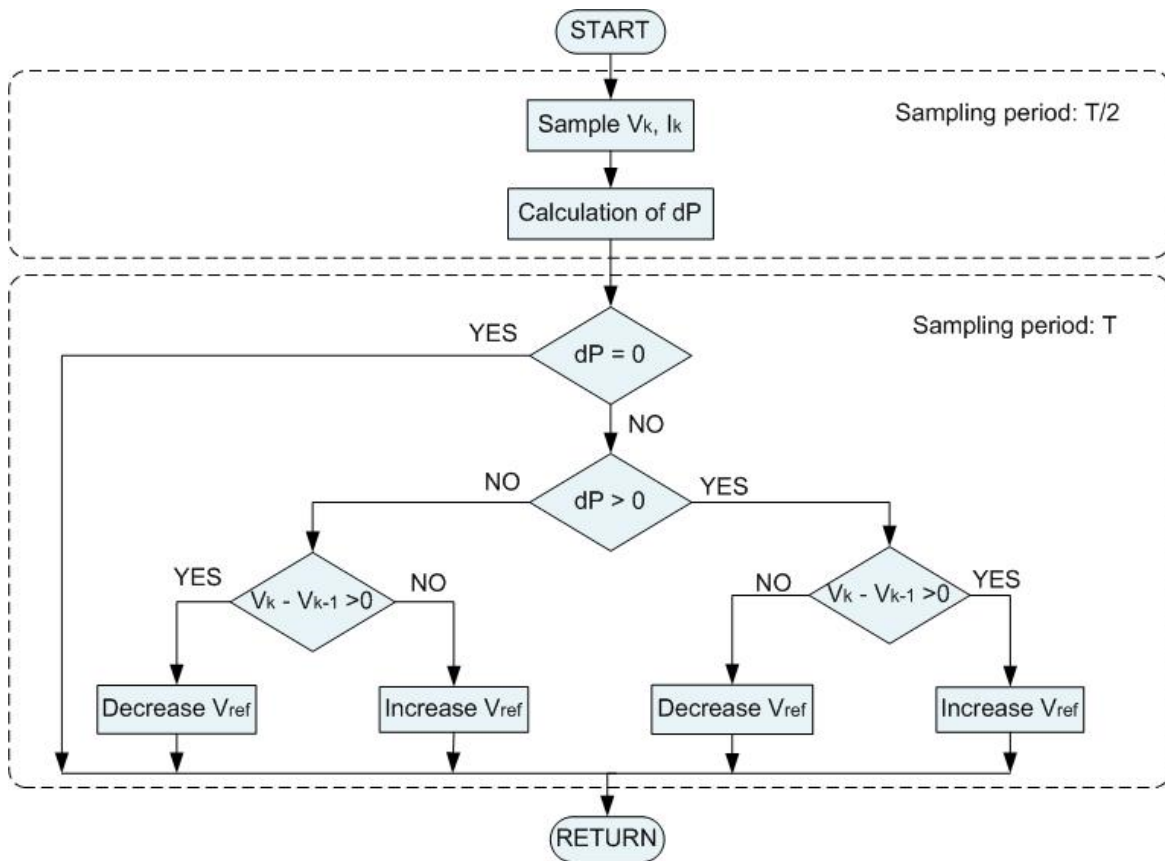 START
Sampling period: T/2
Sample Vk, Ik
Calculation of dP
Sampling period: T
YES
dP = 0
NO
NO
dP > 0
YES
YES
Vk - Vk-1 >0
NO
NO
Vk - Vk-1 >0
YES
Decrease Vref
Increase Vref
Decrease Vref
Increase Vref
RETURN